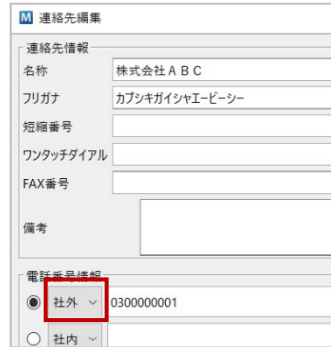 M 連絡先編集
連絡先情報
名称 株式会社ABC
フリガナ カブシキガイシャエービーシー
短縮番号
ワンタッチダイアル
FAX番号
備考
電話番号情報
社外 0300000001
社内